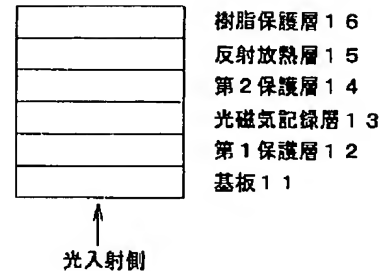 樹脂保護層１６
反射放熱層１５
第２保護層１４
光磁気記録層１３
第１保護層１２
基板１１
光入射側